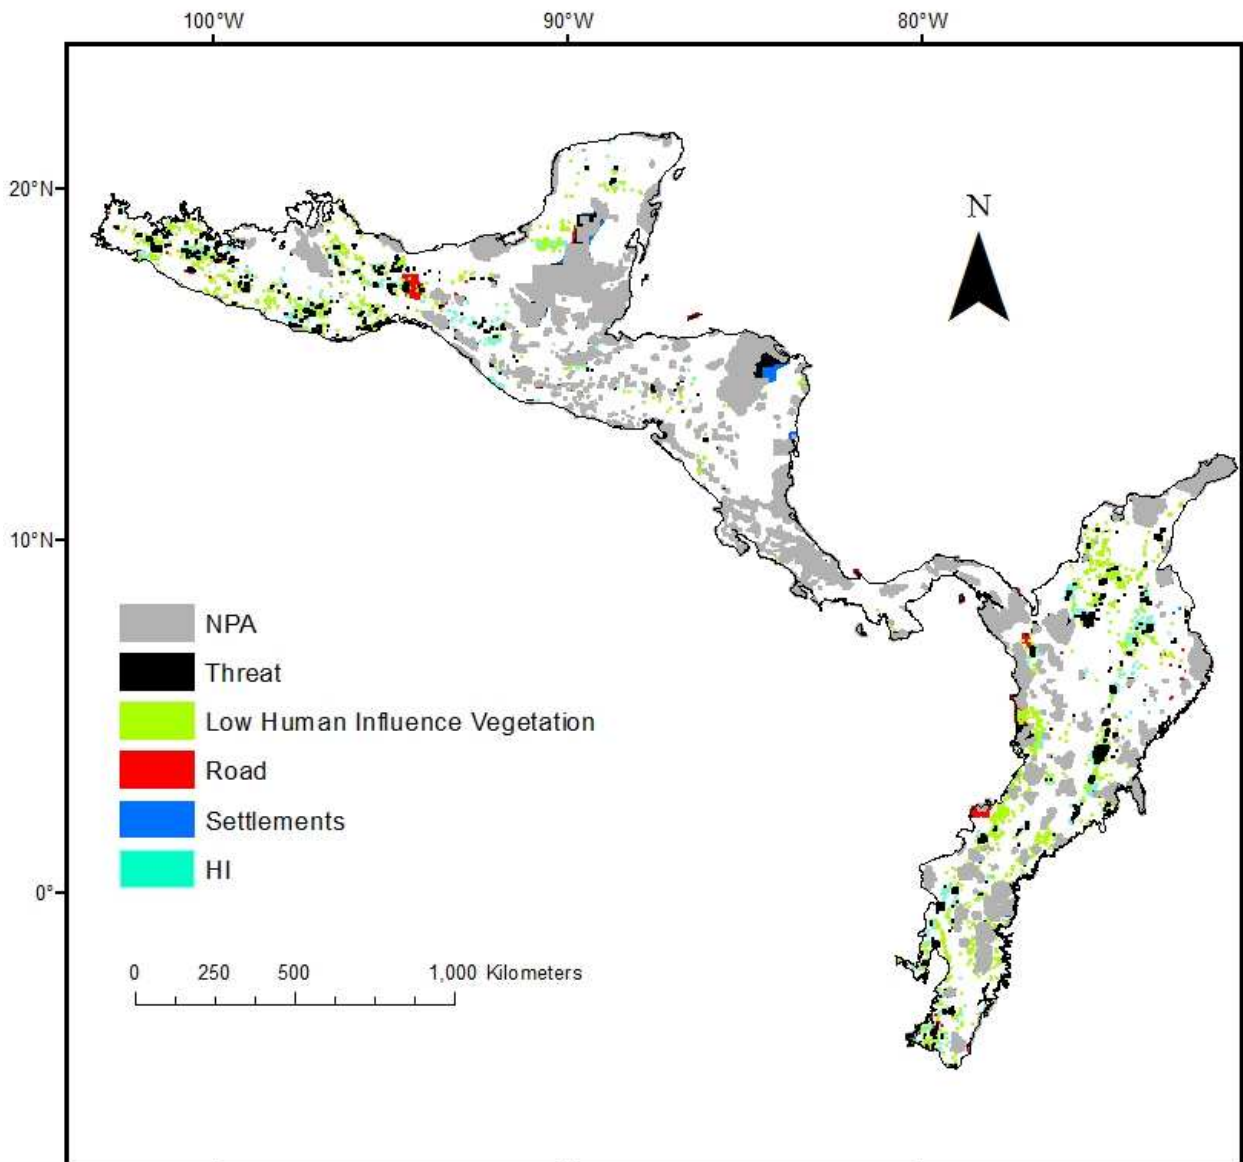 100°W 90°W 80°W
20°N
N
10°N
NPA
Threat
Low Human Influence Vegetation
Road
Settlements
0°
HI
0 250 500 1,000 Kilometers